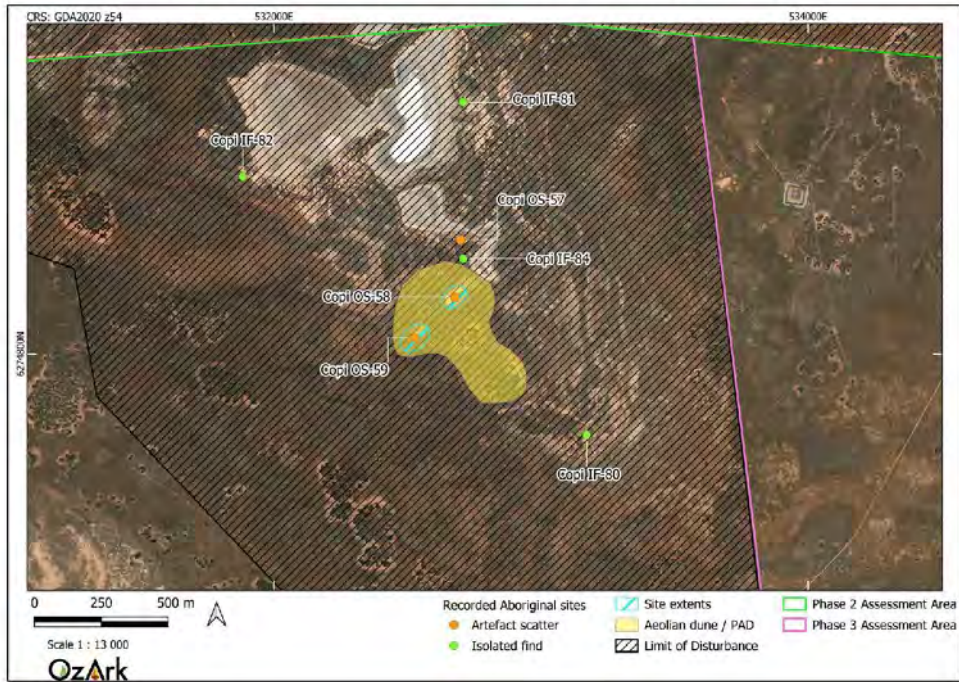 CRS: GDA2020 z54
532000E
534000E
Copi IF-81
Copi IF-82
Copi OS-57
Copi IF-84
Copi OS-58
6274800N
Copi OS-59
Copi IF-80
0 250 500 m
Scale 1 : 13 000
OzArk
Recorded Aboriginal sites
Artefact scatter
Isolated find
Site extents
Aeolian dune / PAD
Limit of Disturbance
Phase 2 Assessment Area
Phase 3 Assessment Area